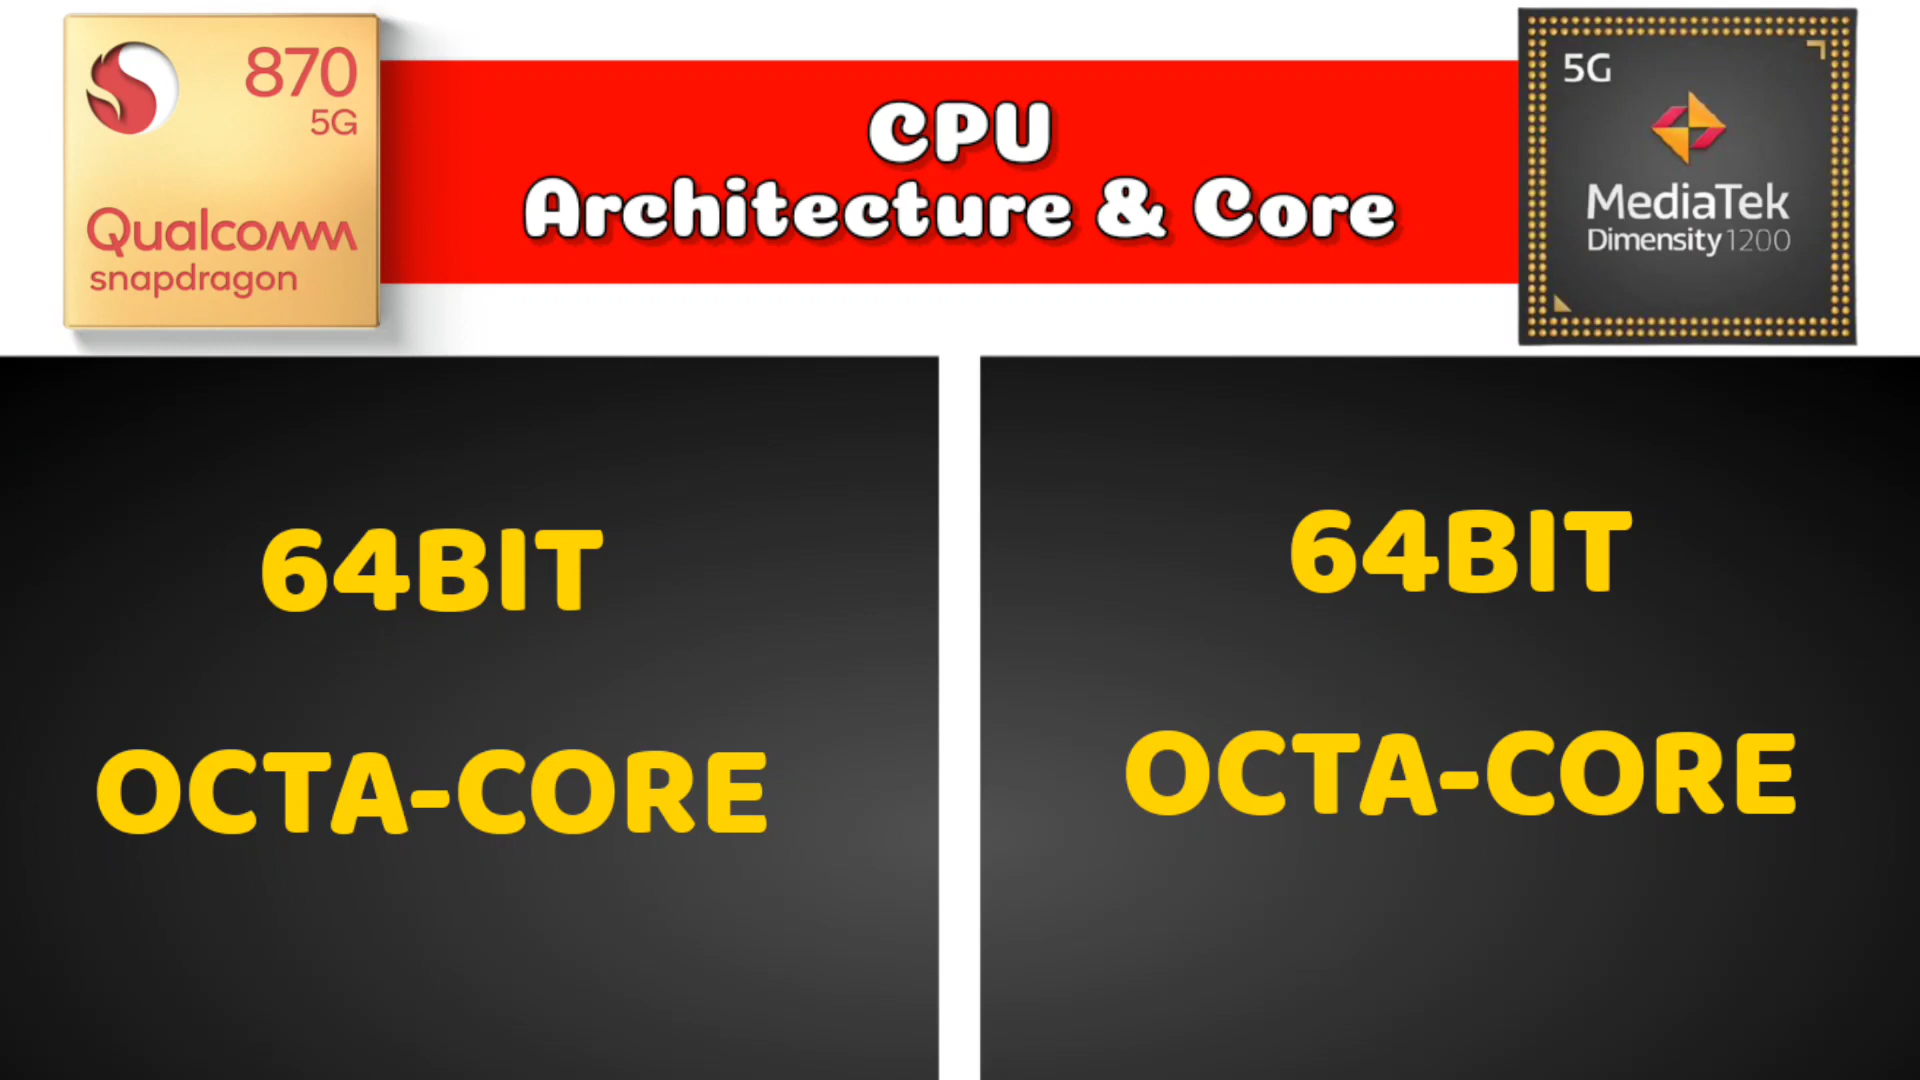 870
5G
Qualcomm
snapdragon
CPU
Architecture & Core
5G
MediaTek
Dimensity 1200
64BIT
OCTA-CORE
64BIT
OCTA-CORE